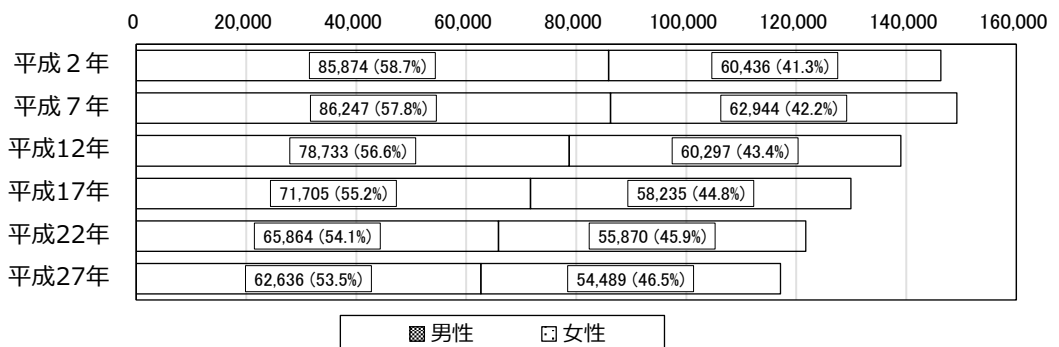 0 20,000 40,000 60,000 80,000 100,000 120,000 140,000 160,000
平成２年 85,874 (58.7%) 60,436 (41.3%)
平成７年 86,247 (57.8%) 62,944 (42.2%)
平成12年 78,733 (56.6%) 60,297 (43.4%)
平成17年 71,705 (55.2%) 58,235 (44.8%)
平成22年 65,864 (54.1%) 55,870 (45.9%)
平成27年 62,636 (53.5%) 54,489 (46.5%)
男性 女性